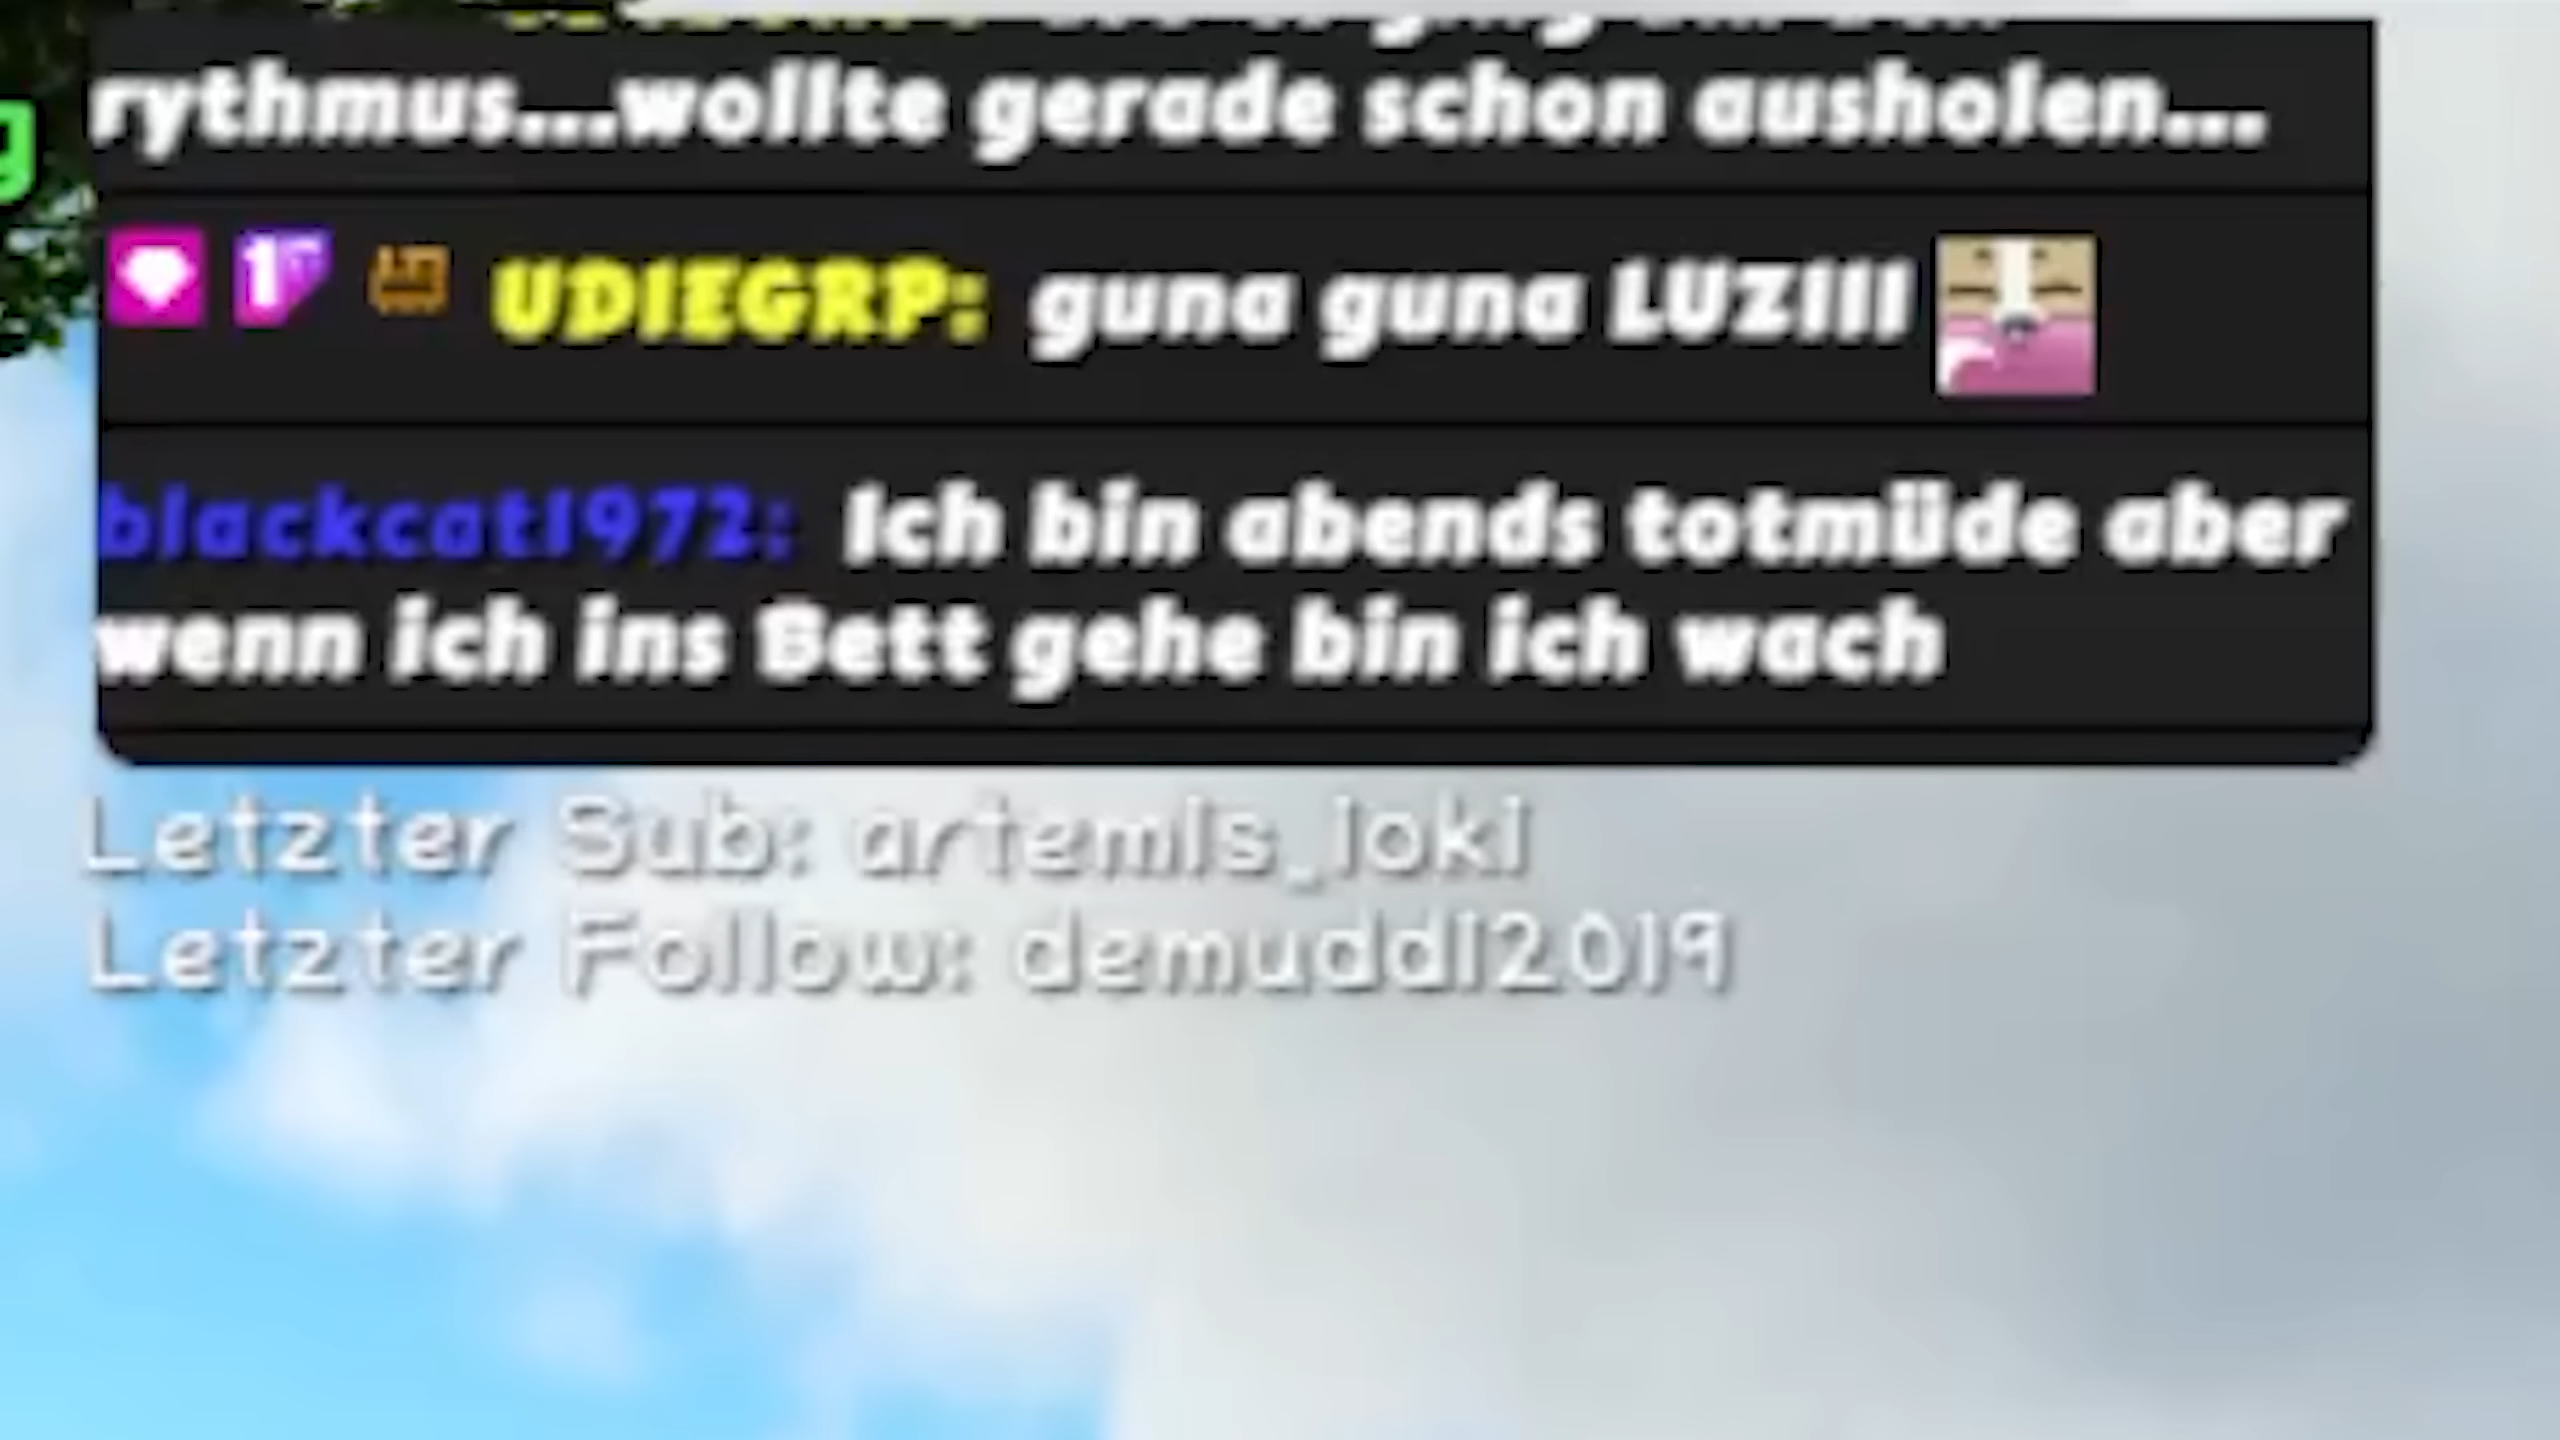 rythmus...wollte gerade schon ausholen...
UDIEGRP: guna guna LUZIII
blackcat1972: Ich bin abends totmüde aber
wenn ich ins Bett gehe bin ich wach
Letzter Sub: artemis_loki
Letzter Follow: demuddi2019